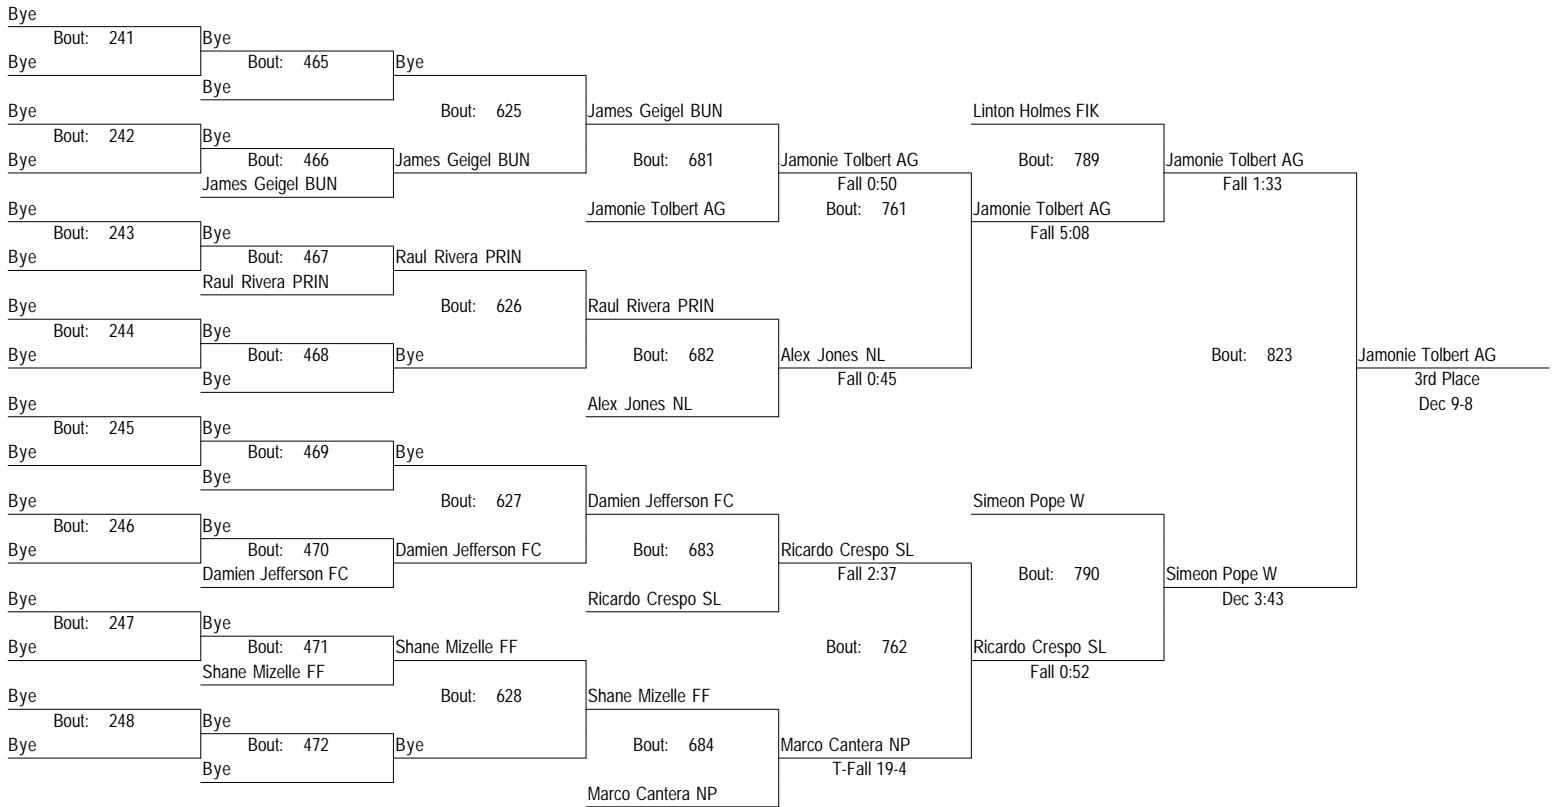 Bye
Bout: 241 Bye
Bye Bout: 465 Bye
Bye
Bye Bout: 625 James Geigel BUN Linton Holmes FIK
Bout: 242 Bye
Bye Bout: 466 James Geigel BUN Bout: 681 Jamonie Tolbert AG Bout: 789 Jamonie Tolbert AG
James Geigel BUN Fall 0:50 Fall 1:33
Bye Jamonie Tolbert AG Bout: 761 Jamonie Tolbert AG
Bout: 243 Bye Fall 5:08
Bye Bout: 467 Raul Rivera PRIN
Raul Rivera PRIN
Bye Bout: 626 Raul Rivera PRIN
Bout: 244 Bye
Bye Bout: 468 Bye Bout: 682 Alex Jones NL Bout: 823 Jamonie Tolbert AG
Bye Fall 0:45 3rd Place
Bye Alex Jones NL Dec 9-8
Bout: 245 Bye
Bye Bout: 469 Bye
Bye
Bye Bout: 627 Damien Jefferson FC Simeon Pope W
Bout: 246 Bye
Bye Bout: 470 Damien Jefferson FC Bout: 683 Ricardo Crespo SL
Damien Jefferson FC Fall 2:37 Bout: 790 Simeon Pope W
Bye Ricardo Crespo SL Dec 3:43
Bout: 247 Bye
Bye Bout: 471 Shane Mizelle FF Bout: 762 Ricardo Crespo SL
Shane Mizelle FF Fall 0:52
Bye Bout: 628 Shane Mizelle FF
Bout: 248 Bye
Bye Bout: 472 Bye Bout: 684 Marco Cantera NP
Bye T-Fall 19-4
Marco Cantera NP